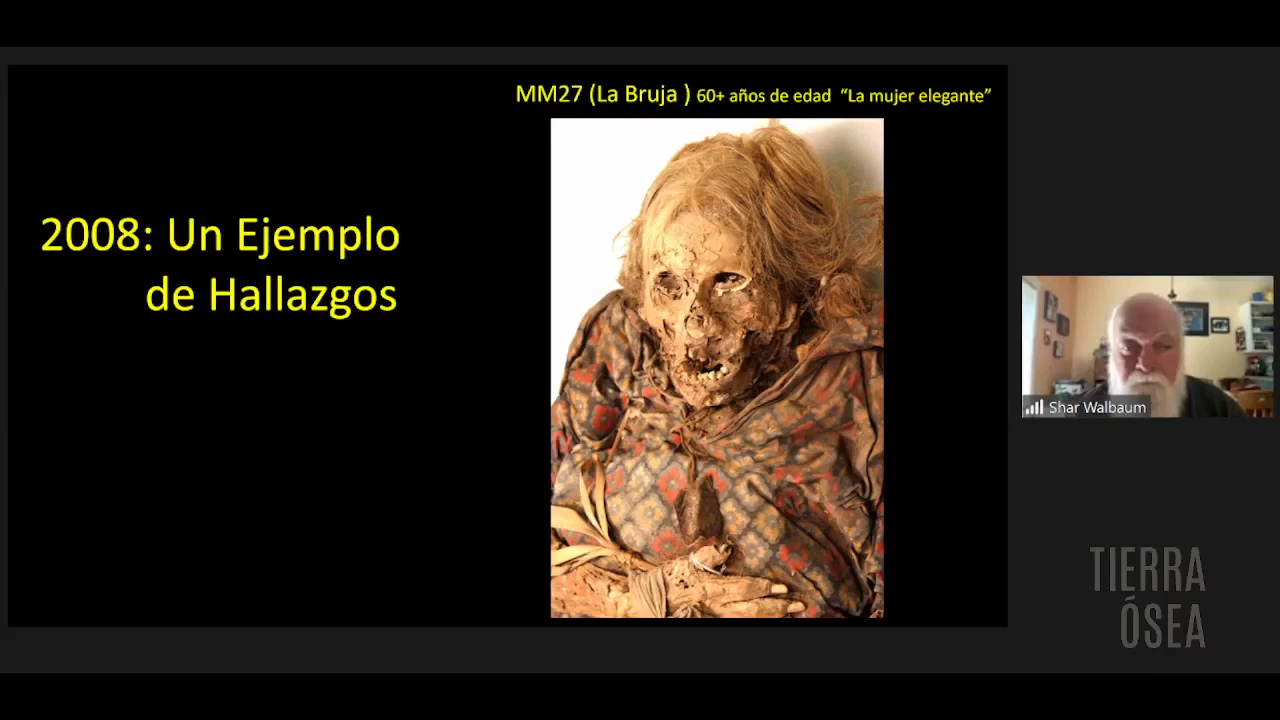 MM27 (La Bruja ) 60+ años de edad “La mujer elegante”
2008: Un Ejemplo
de Hallazgos
Shar Walbaum
TIERRA
ÓSEA